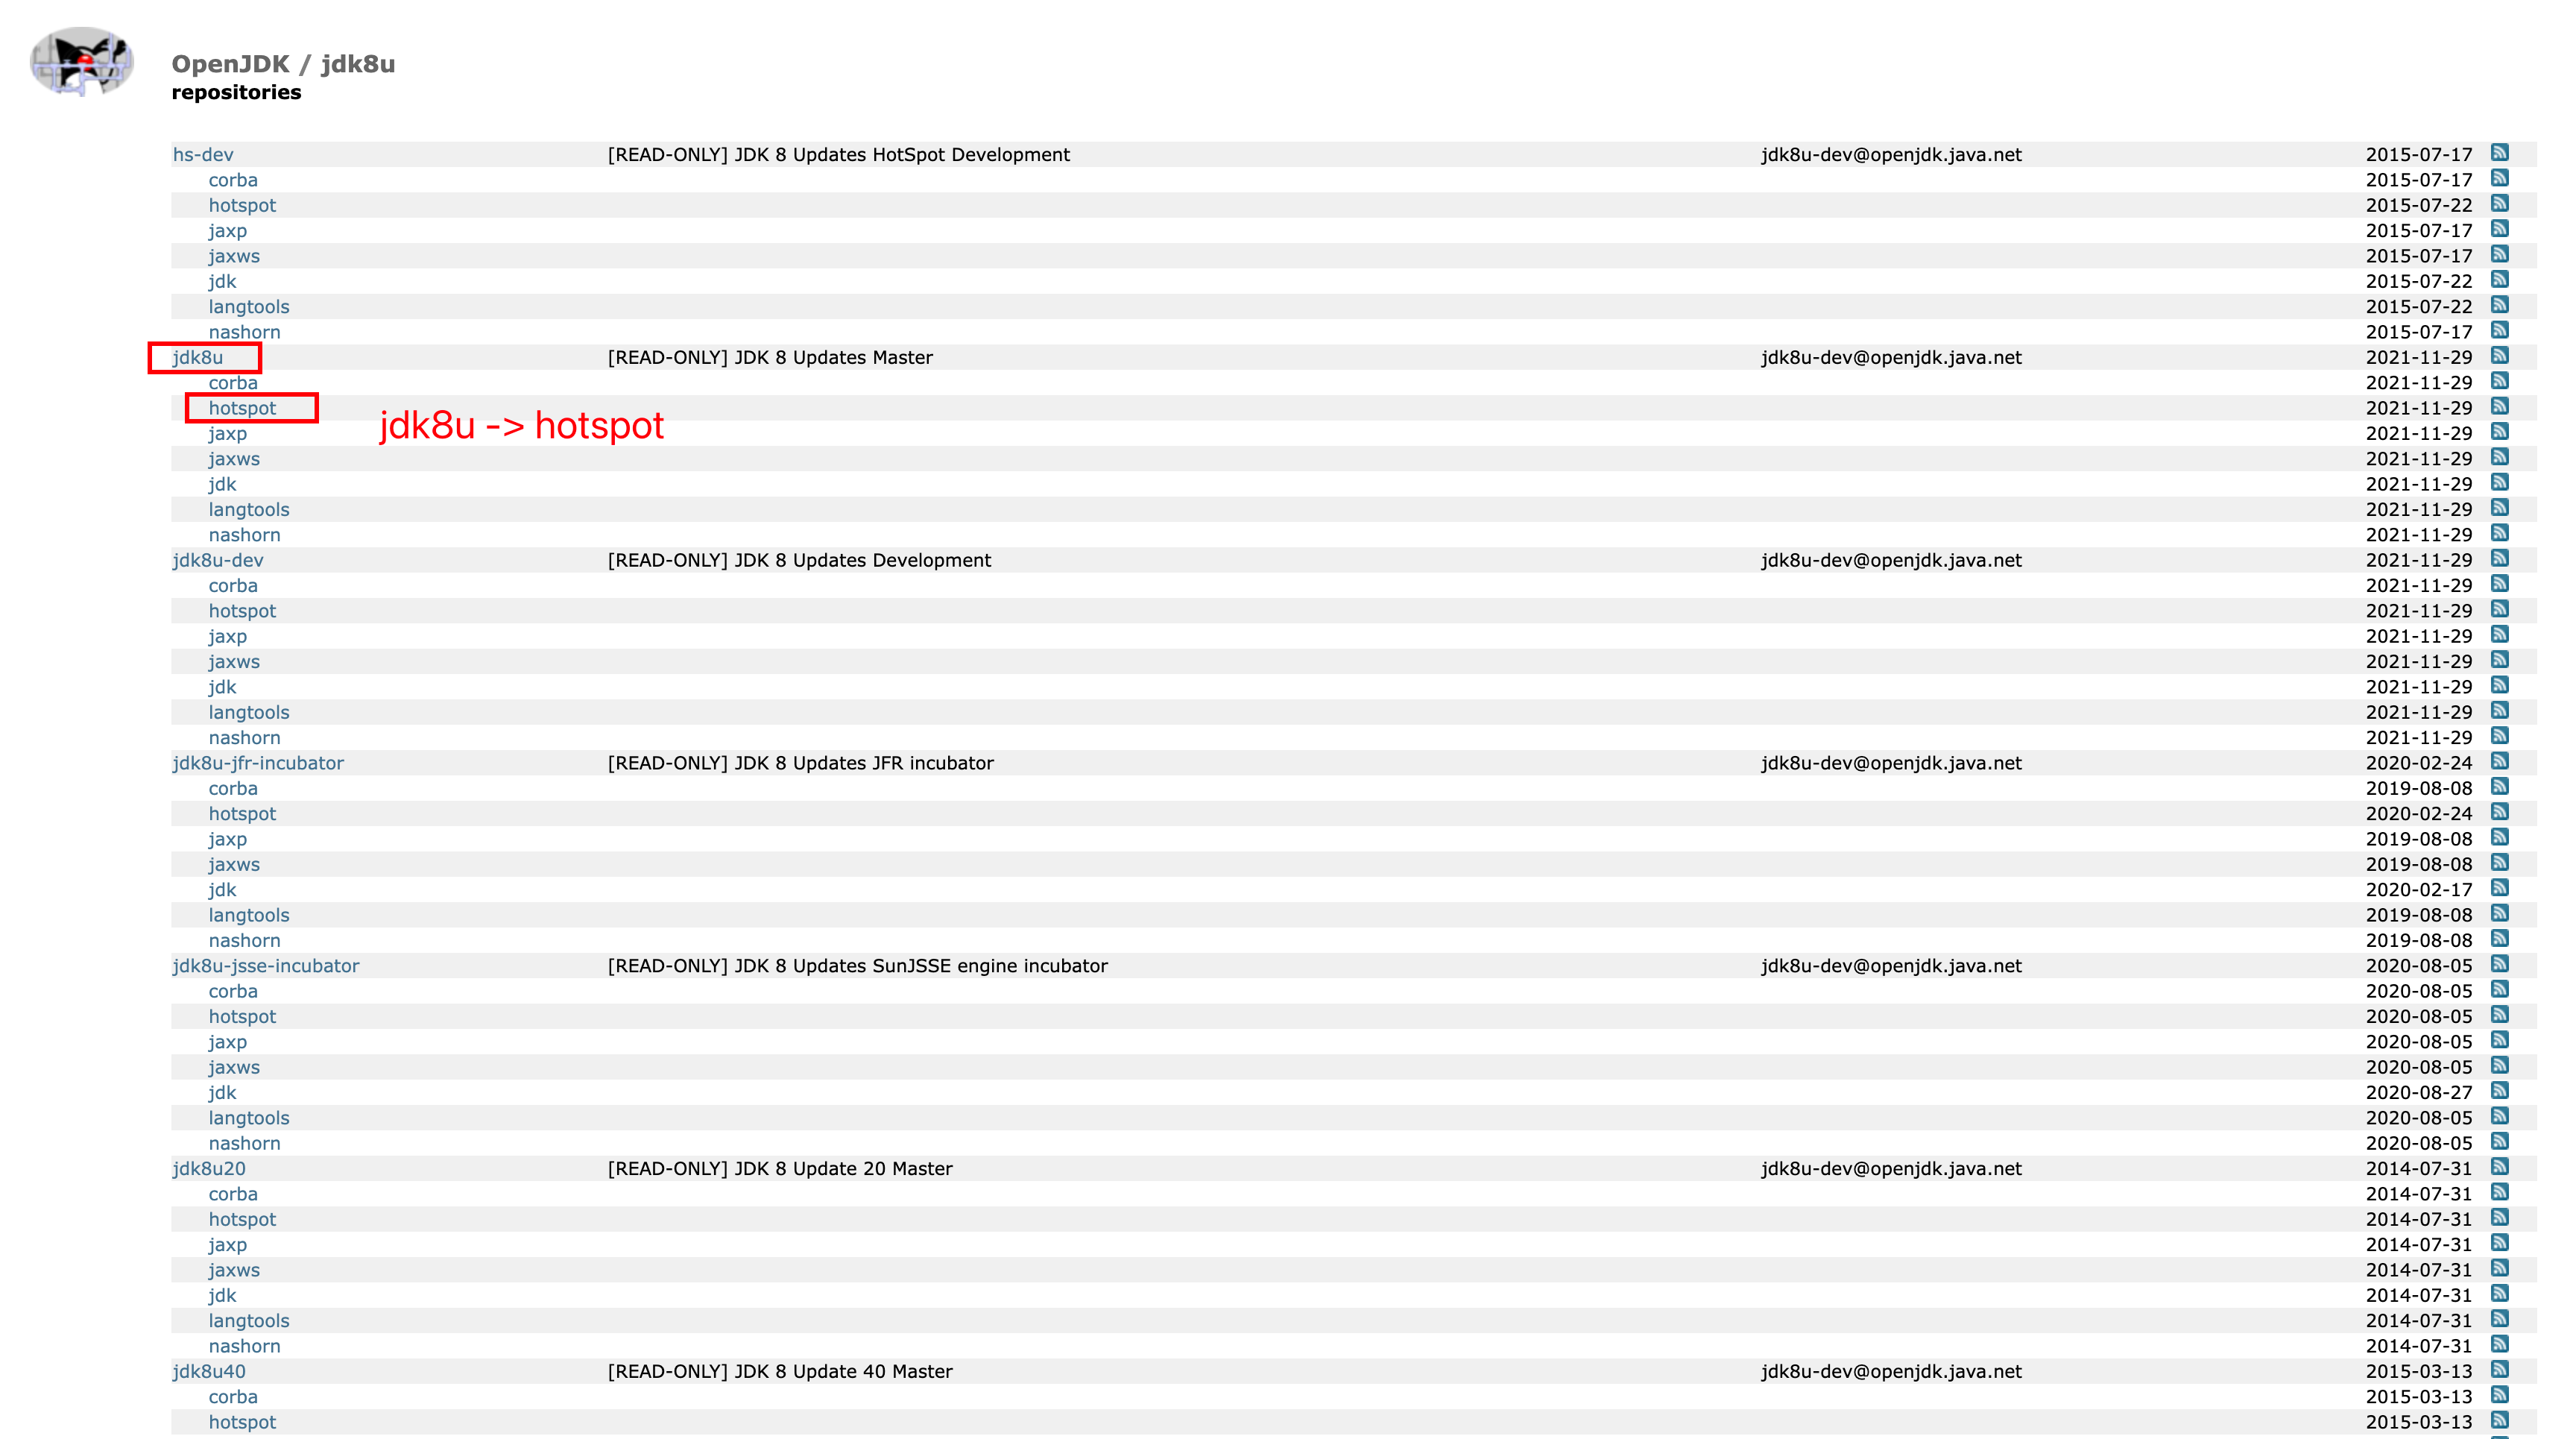 OpenJDK / jdk8u
repositories
hs-dev [READ-ONLY] JDK 8 Updates HotSpot Development jdk8u-dev@openjdk.java.net 2015-07-17
corba 2015-07-17
hotspot 2015-07-22
jaxp 2015-07-17
jaxws 2015-07-17
jdk 2015-07-22
langtools 2015-07-22
nashorn 2015-07-17
jdk8u [READ-ONLY] JDK 8 Updates Master jdk8u-dev@openjdk.java.net 2021-11-29
corba 2021-11-29
hotspot 2021-11-29
jdk8u -> hotspot
jaxp 2021-11-29
jaxws 2021-11-29
jdk 2021-11-29
langtools 2021-11-29
nashorn 2021-11-29
jdk8u-dev [READ-ONLY] JDK 8 Updates Development jdk8u-dev@openjdk.java.net 2021-11-29
corba 2021-11-29
hotspot 2021-11-29
jaxp 2021-11-29
jaxws 2021-11-29
jdk 2021-11-29
langtools 2021-11-29
nashorn 2021-11-29
jdk8u-jfr-incubator [READ-ONLY] JDK 8 Updates JFR incubator jdk8u-dev@openjdk.java.net 2020-02-24
corba 2019-08-08
hotspot 2020-02-24
jaxp 2019-08-08
jaxws 2019-08-08
jdk 2020-02-17
langtools 2019-08-08
nashorn 2019-08-08
jdk8u-jsse-incubator [READ-ONLY] JDK 8 Updates SunJSSE engine incubator jdk8u-dev@openjdk.java.net 2020-08-05
corba 2020-08-05
hotspot 2020-08-05
jaxp 2020-08-05
jaxws 2020-08-05
jdk 2020-08-27
langtools 2020-08-05
nashorn 2020-08-05
jdk8u20 [READ-ONLY] JDK 8 Update 20 Master jdk8u-dev@openjdk.java.net 2014-07-31
corba 2014-07-31
hotspot 2014-07-31
jaxp 2014-07-31
jaxws 2014-07-31
jdk 2014-07-31
langtools 2014-07-31
nashorn 2014-07-31
jdk8u40 [READ-ONLY] JDK 8 Update 40 Master jdk8u-dev@openjdk.java.net 2015-03-13
corba 2015-03-13
hotspot 2015-03-13